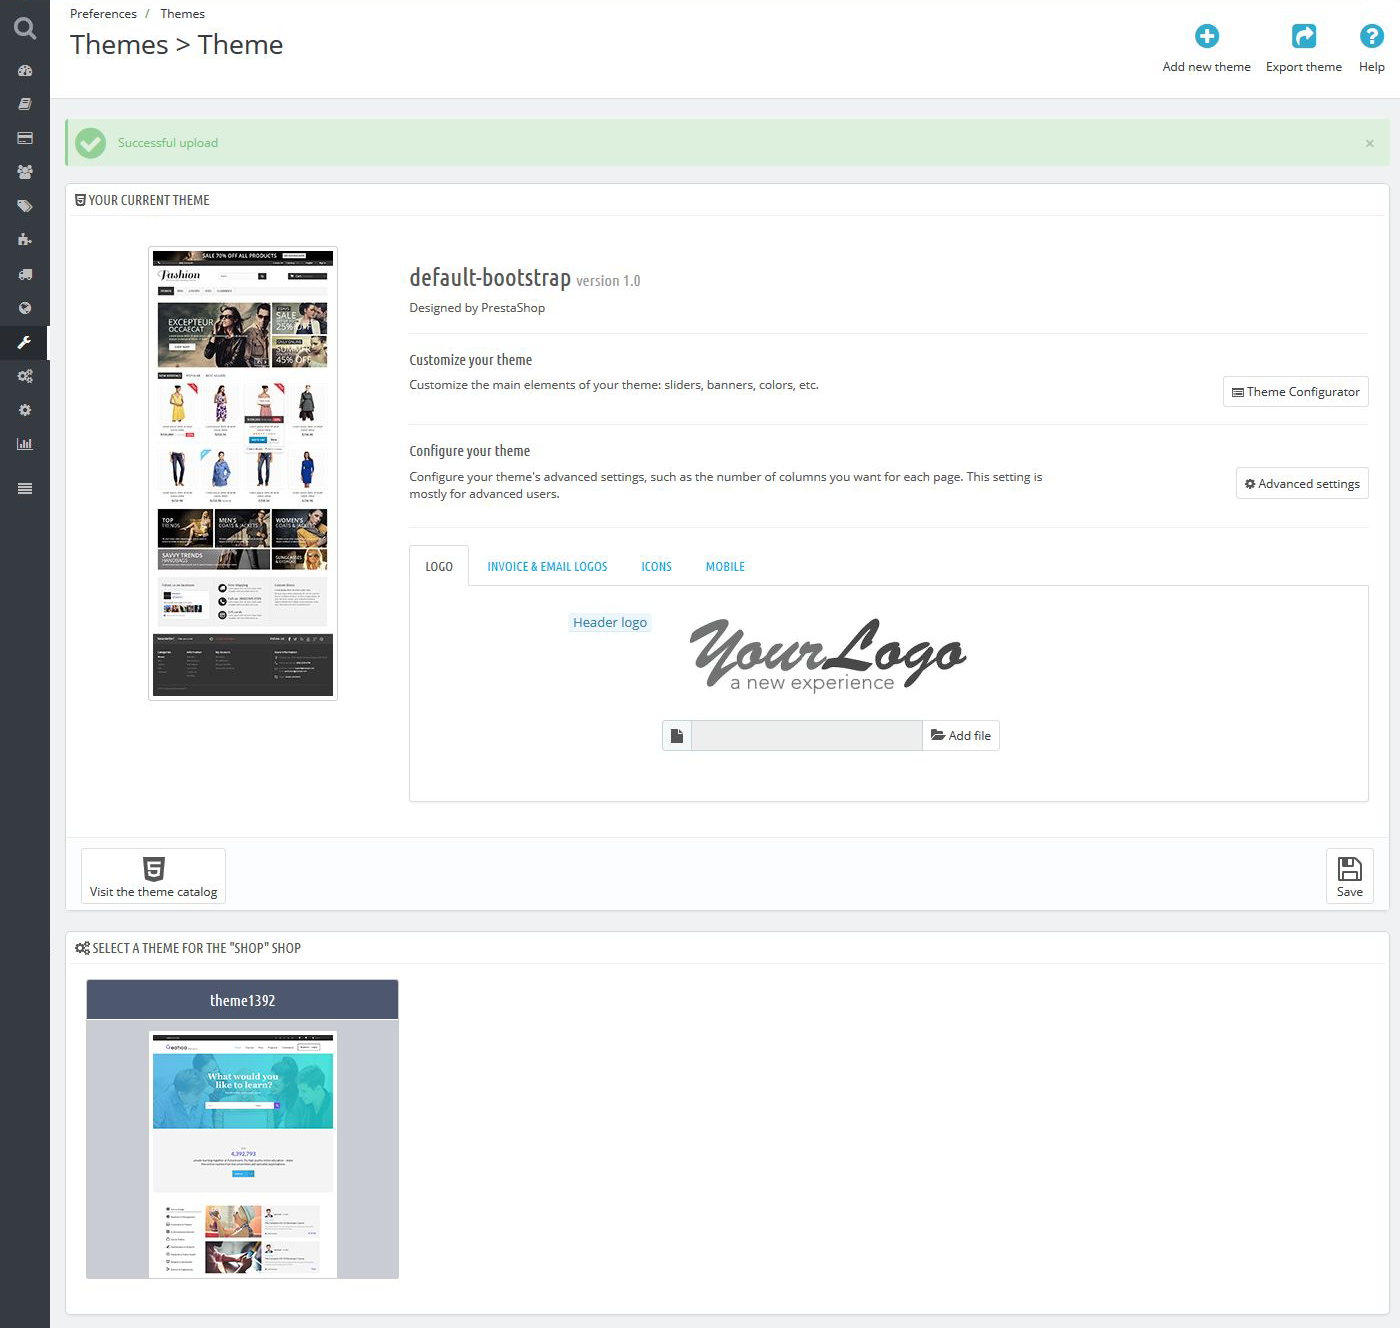 Preferences / Themes
Themes > Theme
Add new theme
Export theme
Help
Successful upload
×
YOUR CURRENT THEME
SALE 70% OFF ALL PRODUCTS
Fashion
EXCEPTEUR
OCCAECAT
SALE
25% OFF
SUMMER
45% OFF
TOP
TRENDS
MEN'S
COATS & JACKETS
WOMEN'S
COATS & JACKETS
SAVVY TRENDS
HANDBAGS
SUNGLASSES
default-bootstrap version 1.0
Designed by PrestaShop
Customize your theme
Customize the main elements of your theme: sliders, banners, colors, etc.
Theme Configurator
Configure your theme
Configure your theme's advanced settings, such as the number of columns you want for each page. This setting is
mostly for advanced users.
Advanced settings
LOGO
INVOICE & EMAIL LOGOS
ICONS
MOBILE
Header logo
YourLogo
a new experience
Add file
Visit the theme catalog
Save
SELECT A THEME FOR THE "SHOP" SHOP
theme1392
What would you
like to learn?
4,392,793